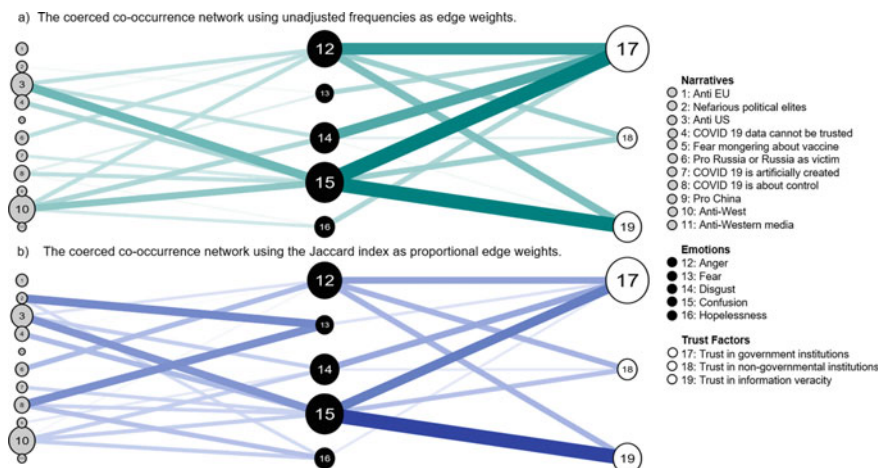 a) The coerced co-occurrence network using unadjusted frequencies as edge weights.
3
4
10
12
13
14
15
16
17
18
19
Narratives
1: Anti EU
2: Nefarious political elites
3: Anti US
4: COVID 19 data cannot be trusted
5: Fear mongering about vaccine
6: Pro Russia or Russia as victim
7: COVID 19 is artificially created
8: COVID 19 is about control
9: Pro China
10: Anti-West
11: Anti-Western media
Emotions
12: Anger
13: Fear
14: Disgust
15: Confusion
16: Hopelessness
Trust Factors
17: Trust in government institutions
18: Trust in non-governmental institutions
19: Trust in information veracity
b) The coerced co-occurrence network using the Jaccard index as proportional edge weights.
3
4
10
12
13
14
15
16
17
18
19